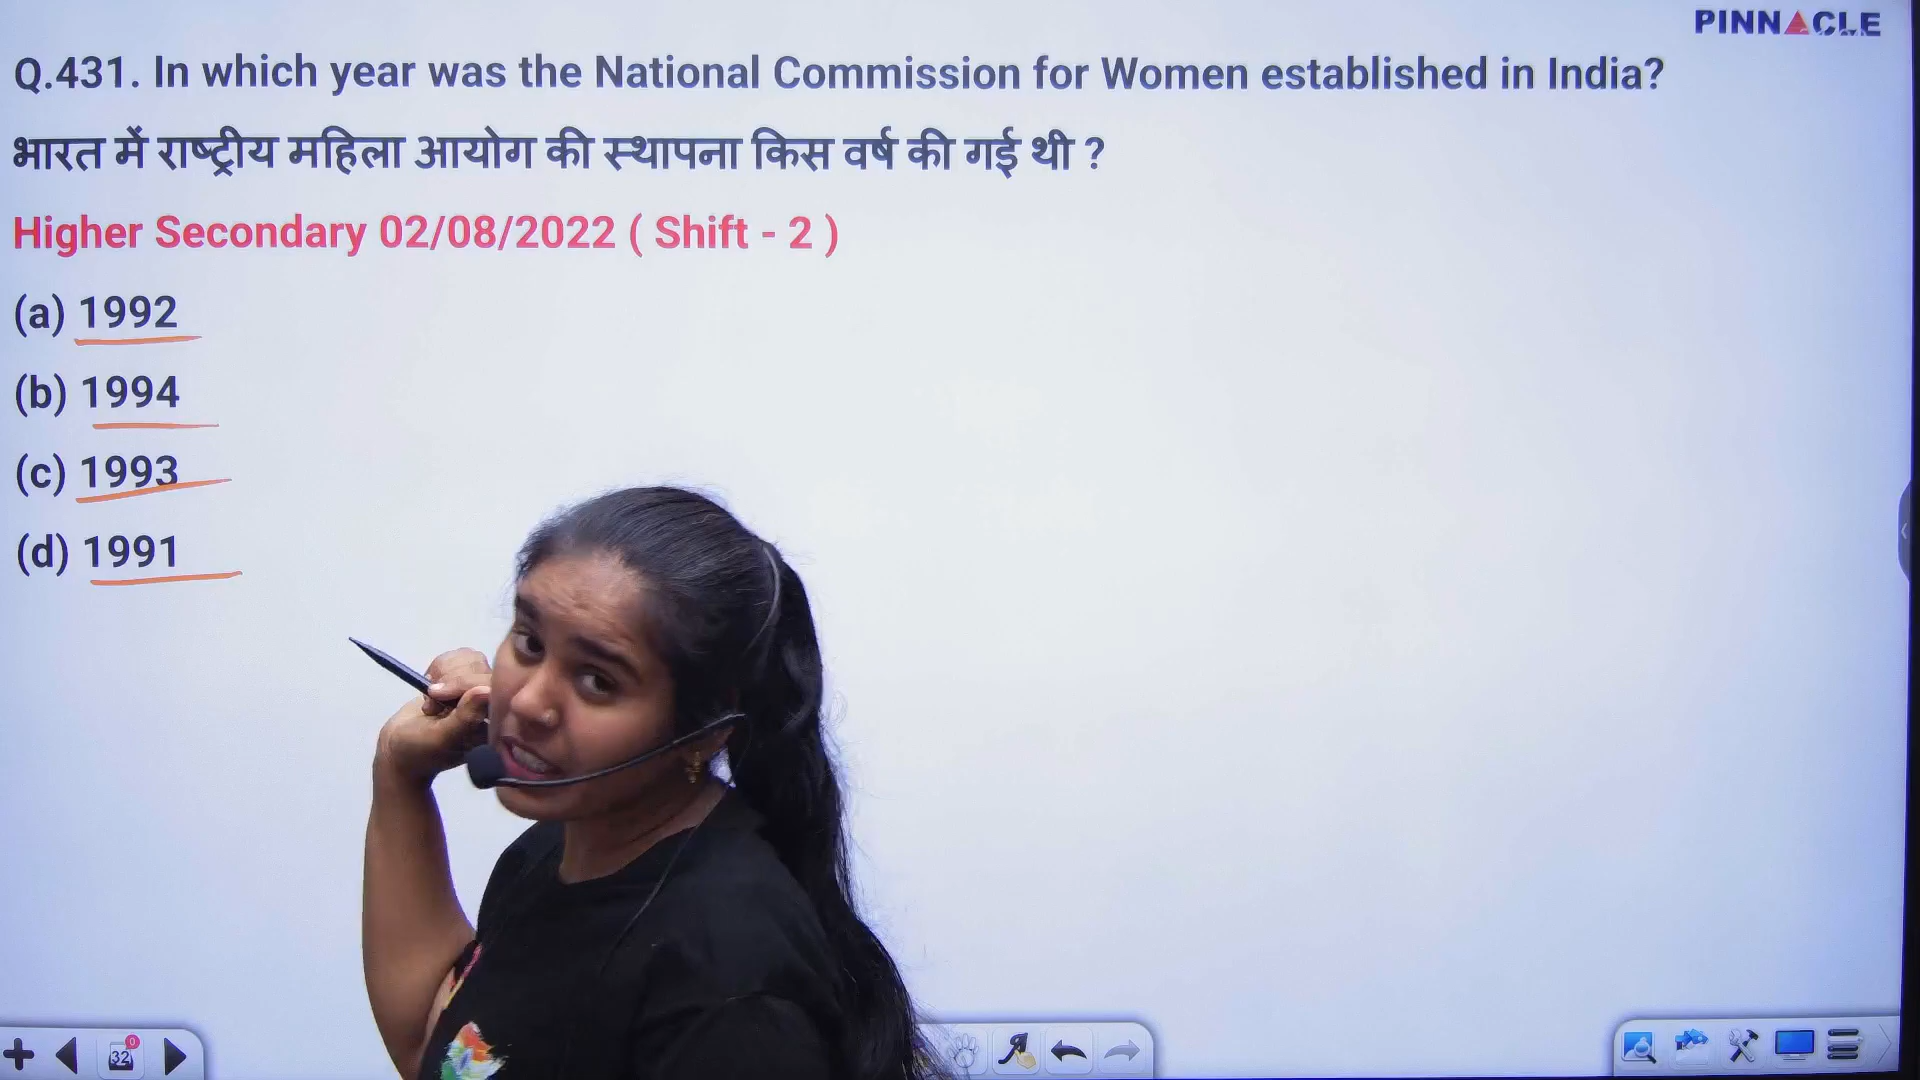 PINNACLE
Q.431. In which year was the National Commission for Women established in India?
भारत में राष्ट्रीय महिला आयोग की स्थापना किस वर्ष की गई थी ?
Higher Secondary 02/08/2022 ( Shift - 2 )
(a) 1992
(b) 1994
(c) 1993
(d) 1991
32
0